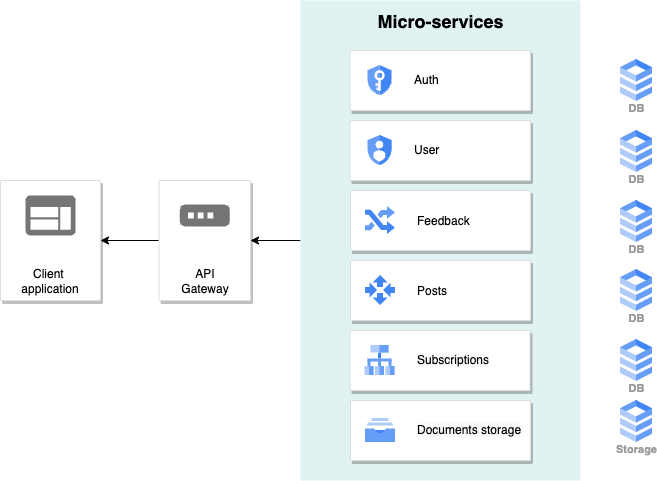 Micro-services
Auth
DB
User
DB
Feedback
DB
Client
application
API
Gateway
Posts
DB
Subscriptions
DB
Documents storage
Storage